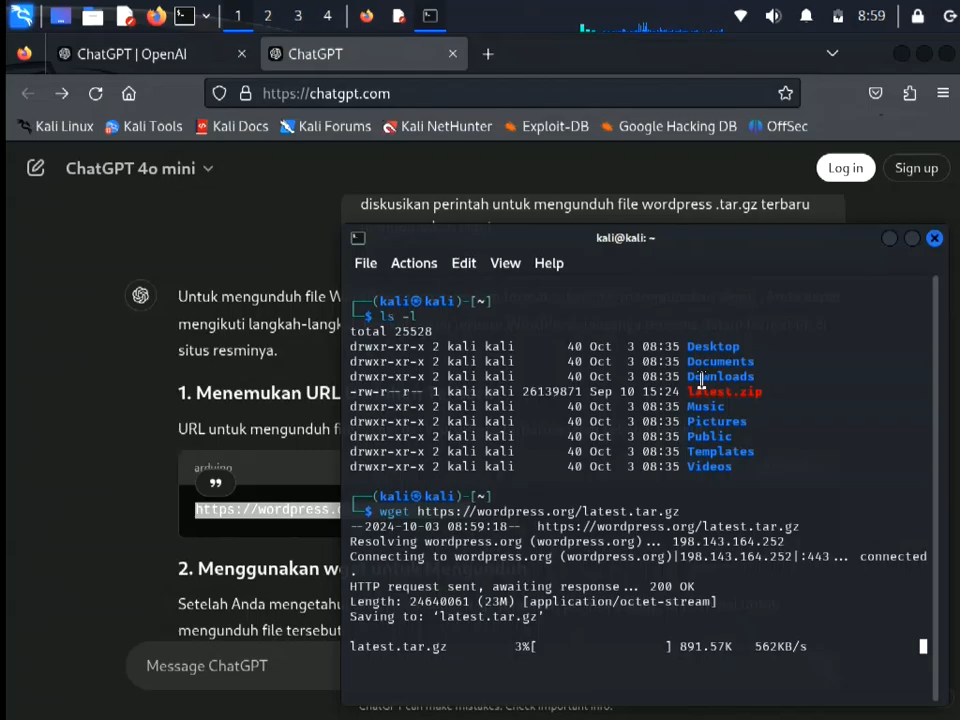 1 2 3 4 8:59
ChatGPT | OpenAI ChatGPT
https://chatgpt.com
Kali Linux Kali Tools Kali Docs Kali Forums Kali NetHunter Exploit-DB Google Hacking DB OffSec
ChatGPT 4o mini Log in Sign up
diskusikan perintah untuk mengunduh file wordpress .tar.gz terbaru
kali@kali: ~
File Actions Edit View Help
Untuk mengunduh file W
mengikuti langkah-langk
situs resminya.
1. Menemukan URL
URL untuk mengunduh fil
arduino
https://wordpress.o
2. Menggunakan wget untuk Mengunduh
Setelah Anda mengetahu
mengunduh file tersebut
Message ChatGPT
┌──(kali㉿kali)-[~]
└─$ ls -l
total 25528
drwxr-xr-x 2 kali kali 40 Oct 3 08:35 Desktop
drwxr-xr-x 2 kali kali 40 Oct 3 08:35 Documents
drwxr-xr-x 2 kali kali 40 Oct 3 08:35 Downloads
-rw-r--r-- 1 kali kali 26139871 Sep 10 15:24 latest.zip
drwxr-xr-x 2 kali kali 40 Oct 3 08:35 Music
drwxr-xr-x 2 kali kali 40 Oct 3 08:35 Pictures
drwxr-xr-x 2 kali kali 40 Oct 3 08:35 Public
drwxr-xr-x 2 kali kali 40 Oct 3 08:35 Templates
drwxr-xr-x 2 kali kali 40 Oct 3 08:35 Videos
┌──(kali㉿kali)-[~]
└─$ wget https://wordpress.org/latest.tar.gz
--2024-10-03 08:59:18-- https://wordpress.org/latest.tar.gz
Resolving wordpress.org (wordpress.org)... 198.143.164.252
Connecting to wordpress.org (wordpress.org)|198.143.164.252|:443... connected
.
HTTP request sent, awaiting response... 200 OK
Length: 24640061 (23M) [application/octet-stream]
Saving to: ‘latest.tar.gz’
latest.tar.gz 3%[ ] 891.57K 562KB/s
ChatGPT can make mistakes. Check important info.